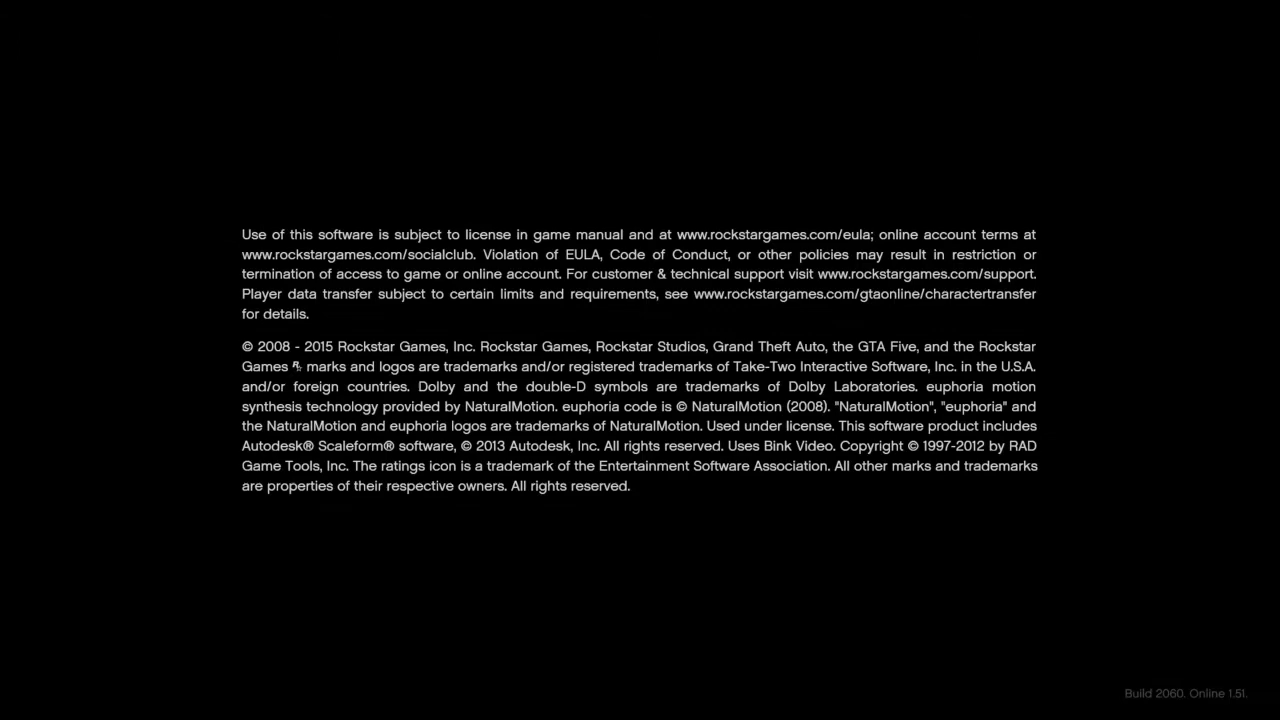 Use of this software is subject to license in game manual and at www.rockstargames.com/eula; online account terms at
www.rockstargames.com/socialclub. Violation of EULA, Code of Conduct, or other policies may result in restriction or
termination of access to game or online account. For customer & technical support visit www.rockstargames.com/support.
Player data transfer subject to certain limits and requirements, see www.rockstargames.com/gtaonline/charactertransfer
for details.
© 2008 - 2015 Rockstar Games, Inc. Rockstar Games, Rockstar Studios, Grand Theft Auto, the GTA Five, and the Rockstar
Games R* marks and logos are trademarks and/or registered trademarks of Take-Two Interactive Software, Inc. in the U.S.A.
and/or foreign countries. Dolby and the double-D symbols are trademarks of Dolby Laboratories. euphoria motion
synthesis technology provided by NaturalMotion. euphoria code is © NaturalMotion (2008). "NaturalMotion", "euphoria" and
the NaturalMotion and euphoria logos are trademarks of NaturalMotion. Used under license. This software product includes
Autodesk® Scaleform® software, © 2013 Autodesk, Inc. All rights reserved. Uses Bink Video. Copyright © 1997-2012 by RAD
Game Tools, Inc. The ratings icon is a trademark of the Entertainment Software Association. All other marks and trademarks
are properties of their respective owners. All rights reserved.
Build 2060. Online 1.51.